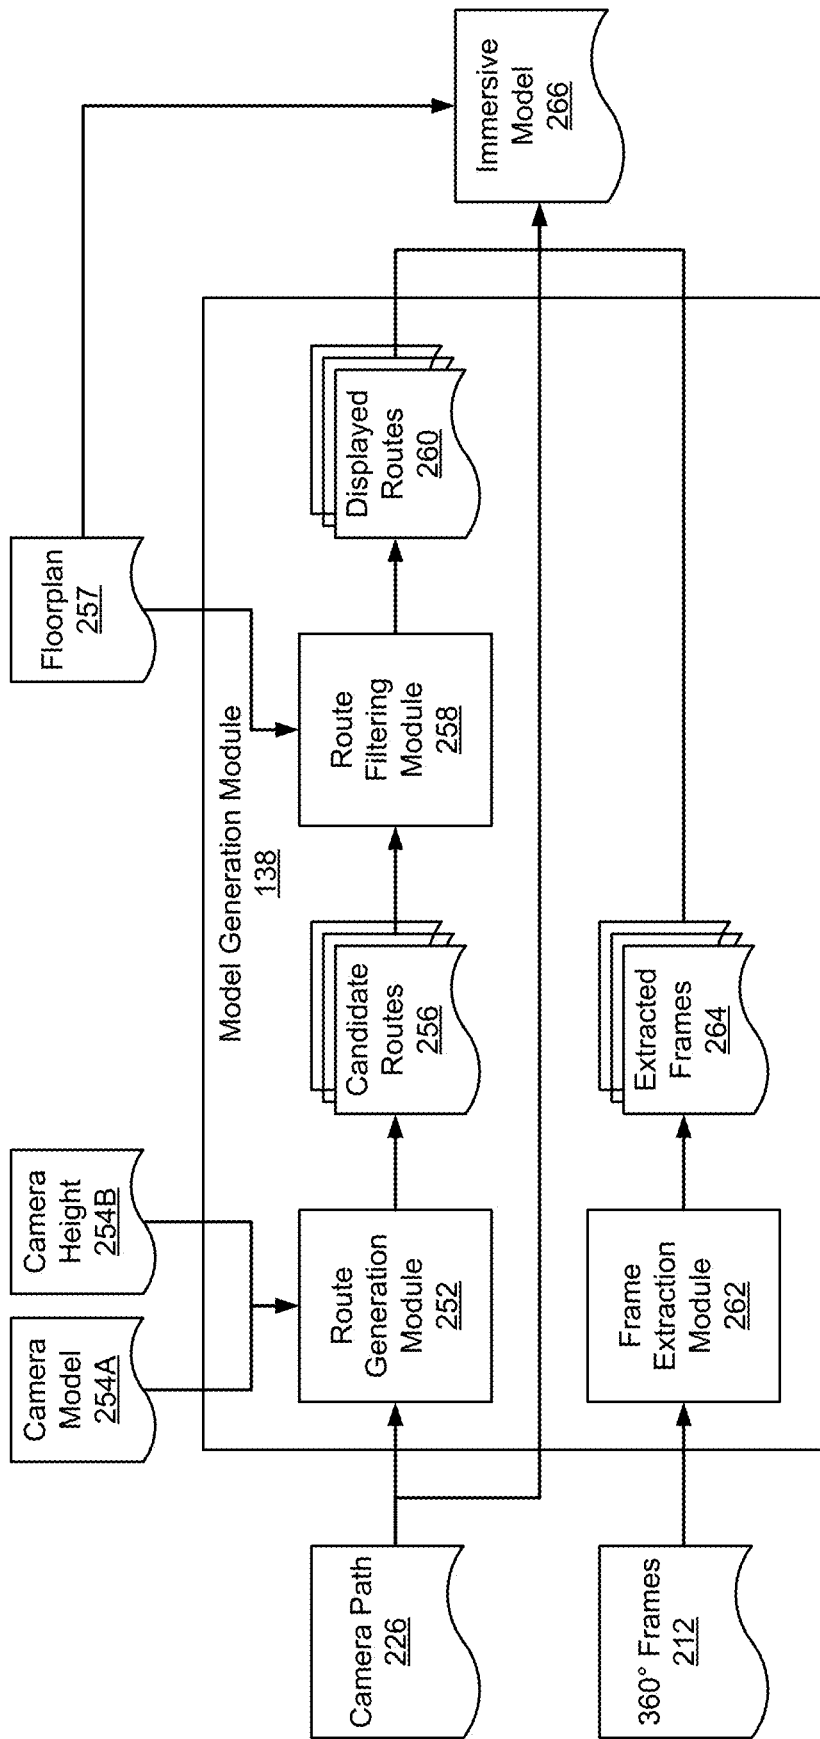 Camera
Model
254A
Camera
Height
254B
Floorplan
257
Model Generation Module
138
Camera Path
226
Route
Generation
Module
252
Candidate
Routes
256
Route
Filtering
Module
258
Displayed
Routes
260
Immersive
Model
266
360° Frames
212
Frame
Extraction
Module
262
Extracted
Frames
264